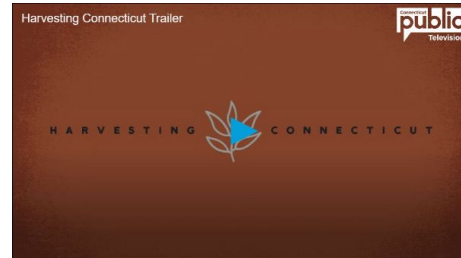 Harvesting Connecticut Trailer
Connecticut
public
Television
HARVESTING CONNECTICUT